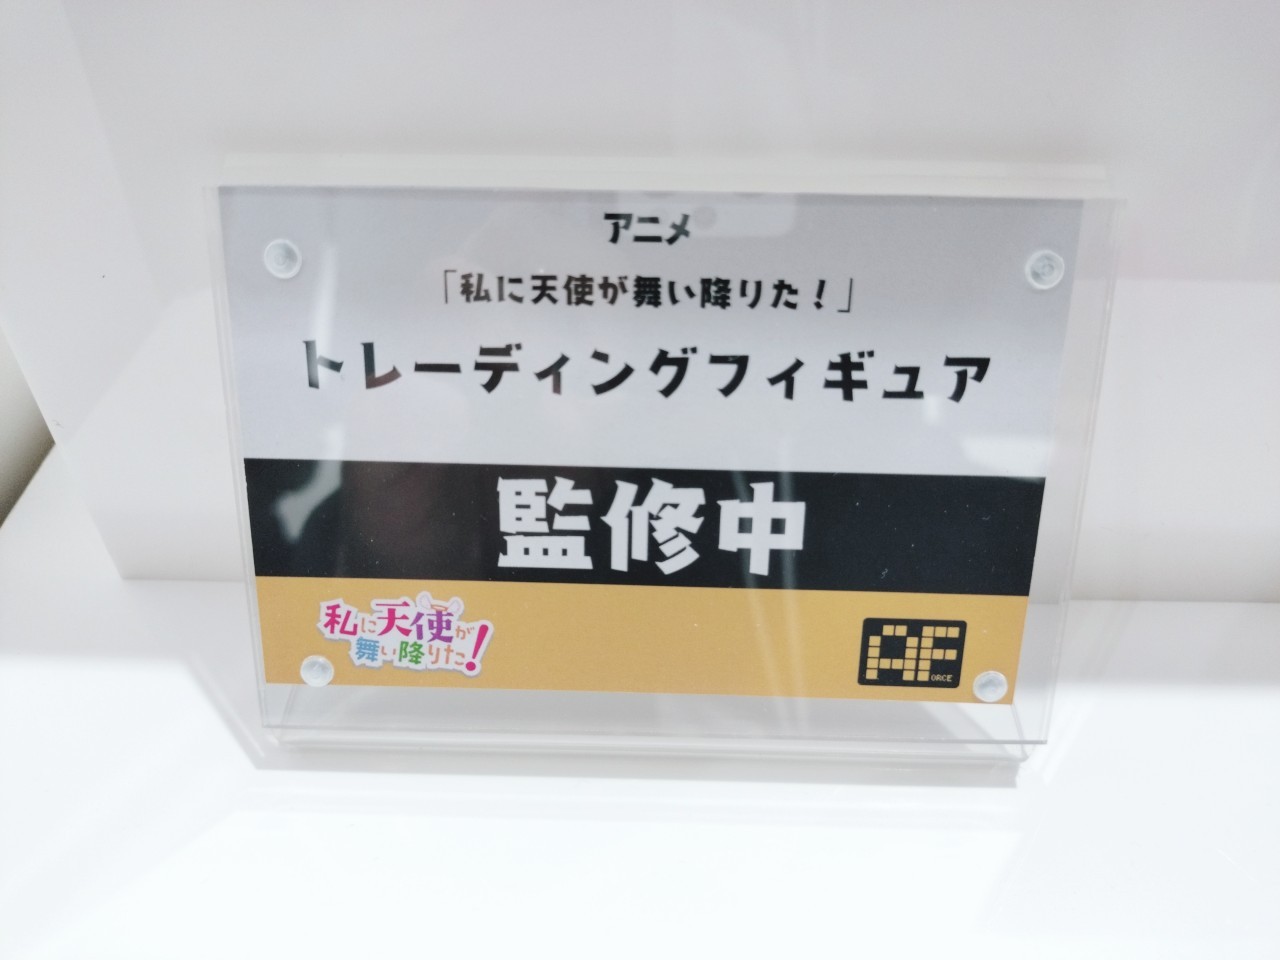 アニメ
「私に天使が舞い降りた！」
トレーディングフィギュア
監修中
私に天使が
舞い降りた！
AF
ORCE